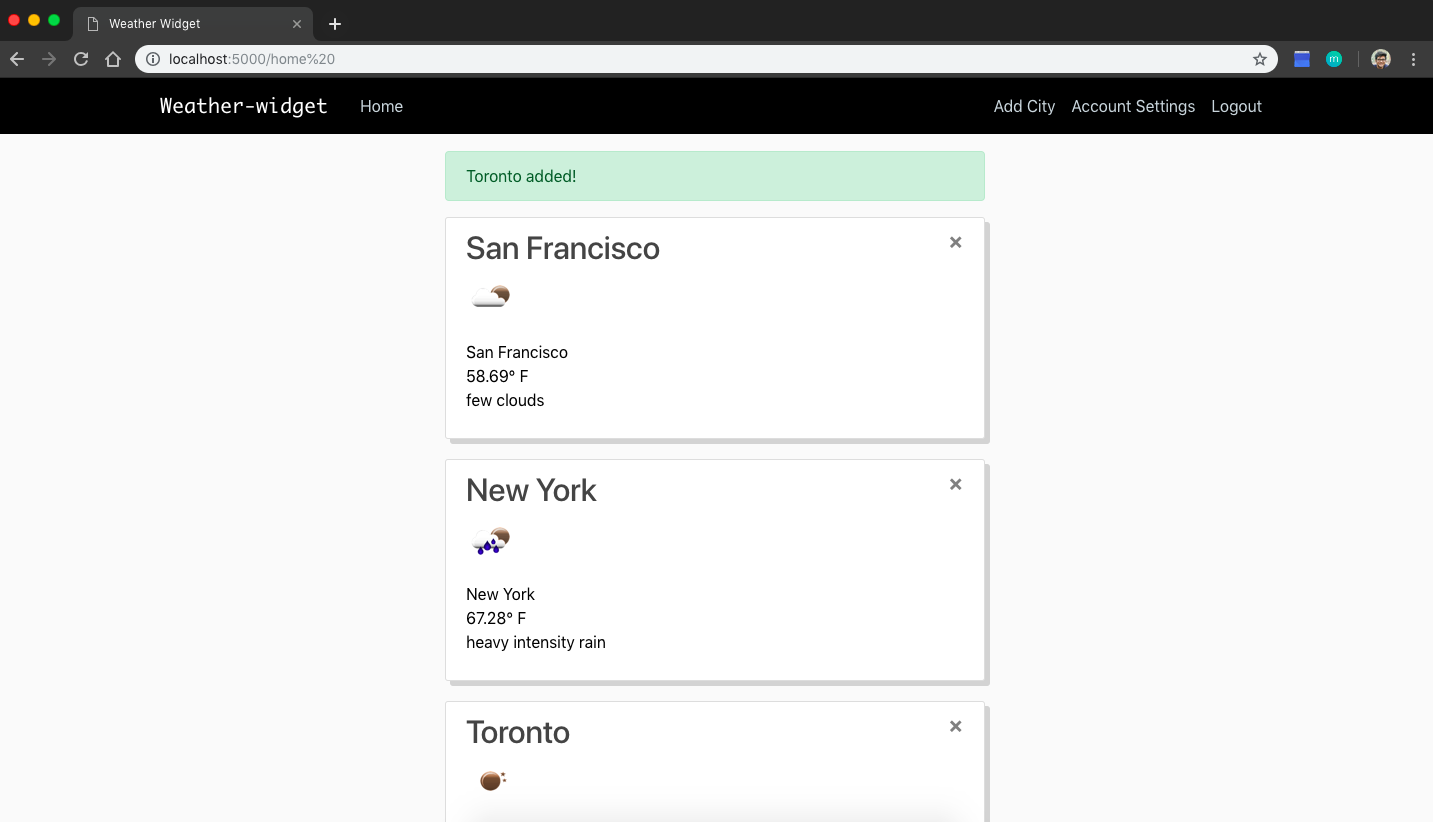 Weather Widget
localhost:5000/home%20
m
Weather-widget Home Add City Account Settings Logout
Toronto added!
San Francisco ×
San Francisco
58.69° F
few clouds
New York ×
New York
67.28° F
heavy intensity rain
Toronto ×